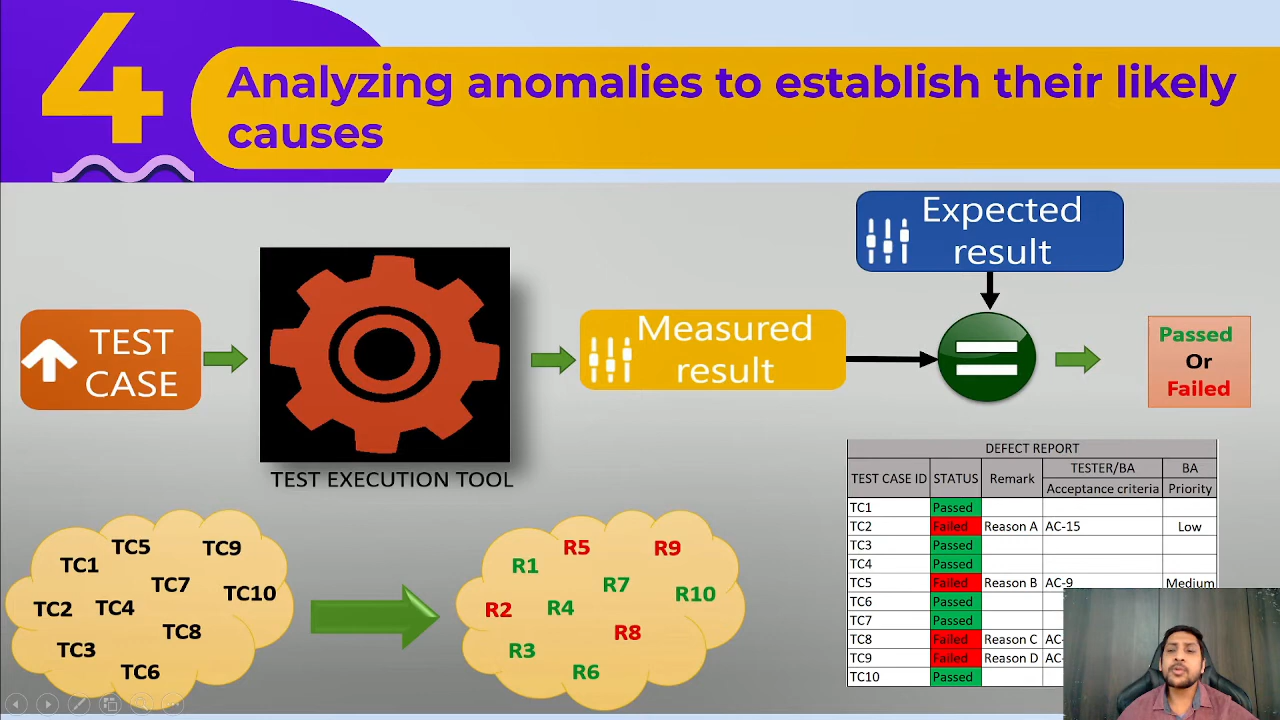 4
Analyzing anomalies to establish their likely
causes
Expected
result
TEST
CASE
Measured
result
Passed
Or
Failed
TEST EXECUTION TOOL
DEFECT REPORT
TEST CASE ID STATUS Remark TESTER/BA BA
Acceptance criteria Priority
TC1 Passed
TC2 Failed Reason A AC-15 Low
TC3 Passed
TC4 Passed
TC5 Failed Reason B AC-9 Medium
TC6 Passed
TC7 Passed
TC8 Failed Reason C AC-
TC9 Failed Reason D AC-
TC10 Passed
TC5 TC9
TC1
TC7 TC10
TC2 TC4
TC8
TC3
TC6
R5 R9
R1
R7 R10
R2 R4
R8
R3
R6